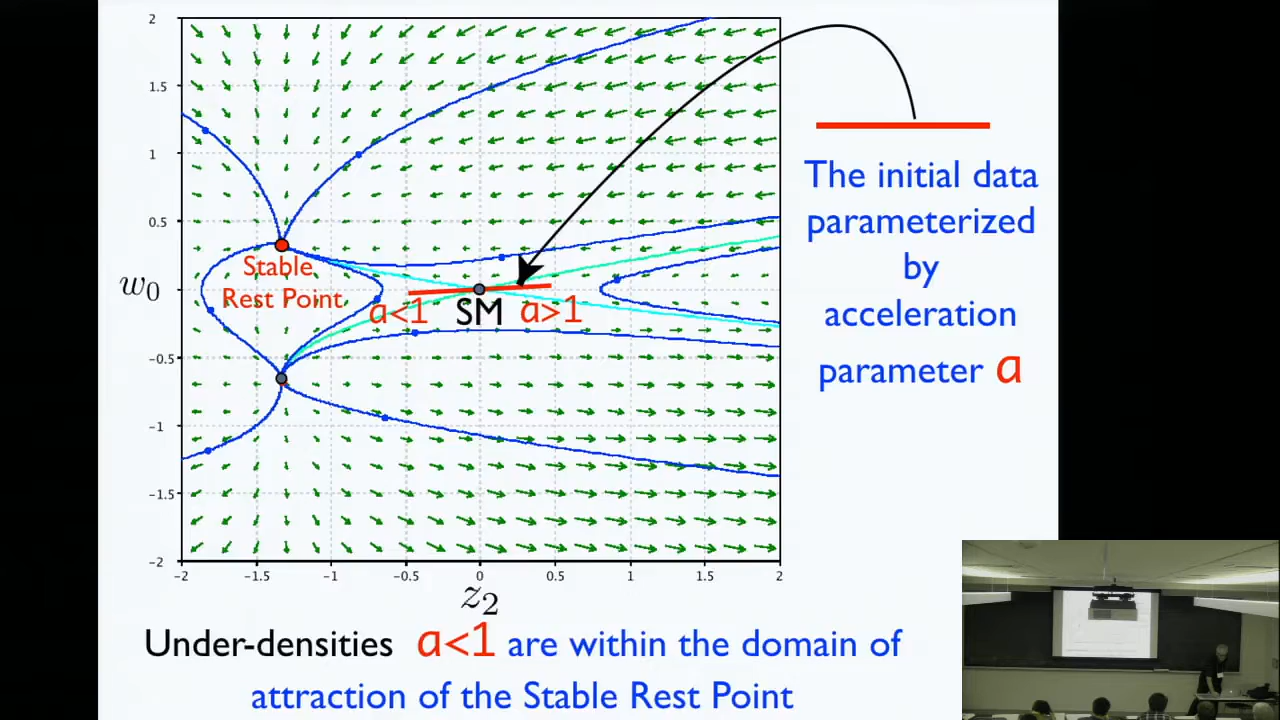 2
1.5
1
0.5
0
-0.5
-1
-1.5
-2
w₀
-2 -1.5 -1 -0.5 0 0.5 1 1.5 2
z₂
Stable
Rest Point
a<1 SM a>1
The initial data
parameterized
by
acceleration
parameter a
Under-densities a<1 are within the domain of
attraction of the Stable Rest Point